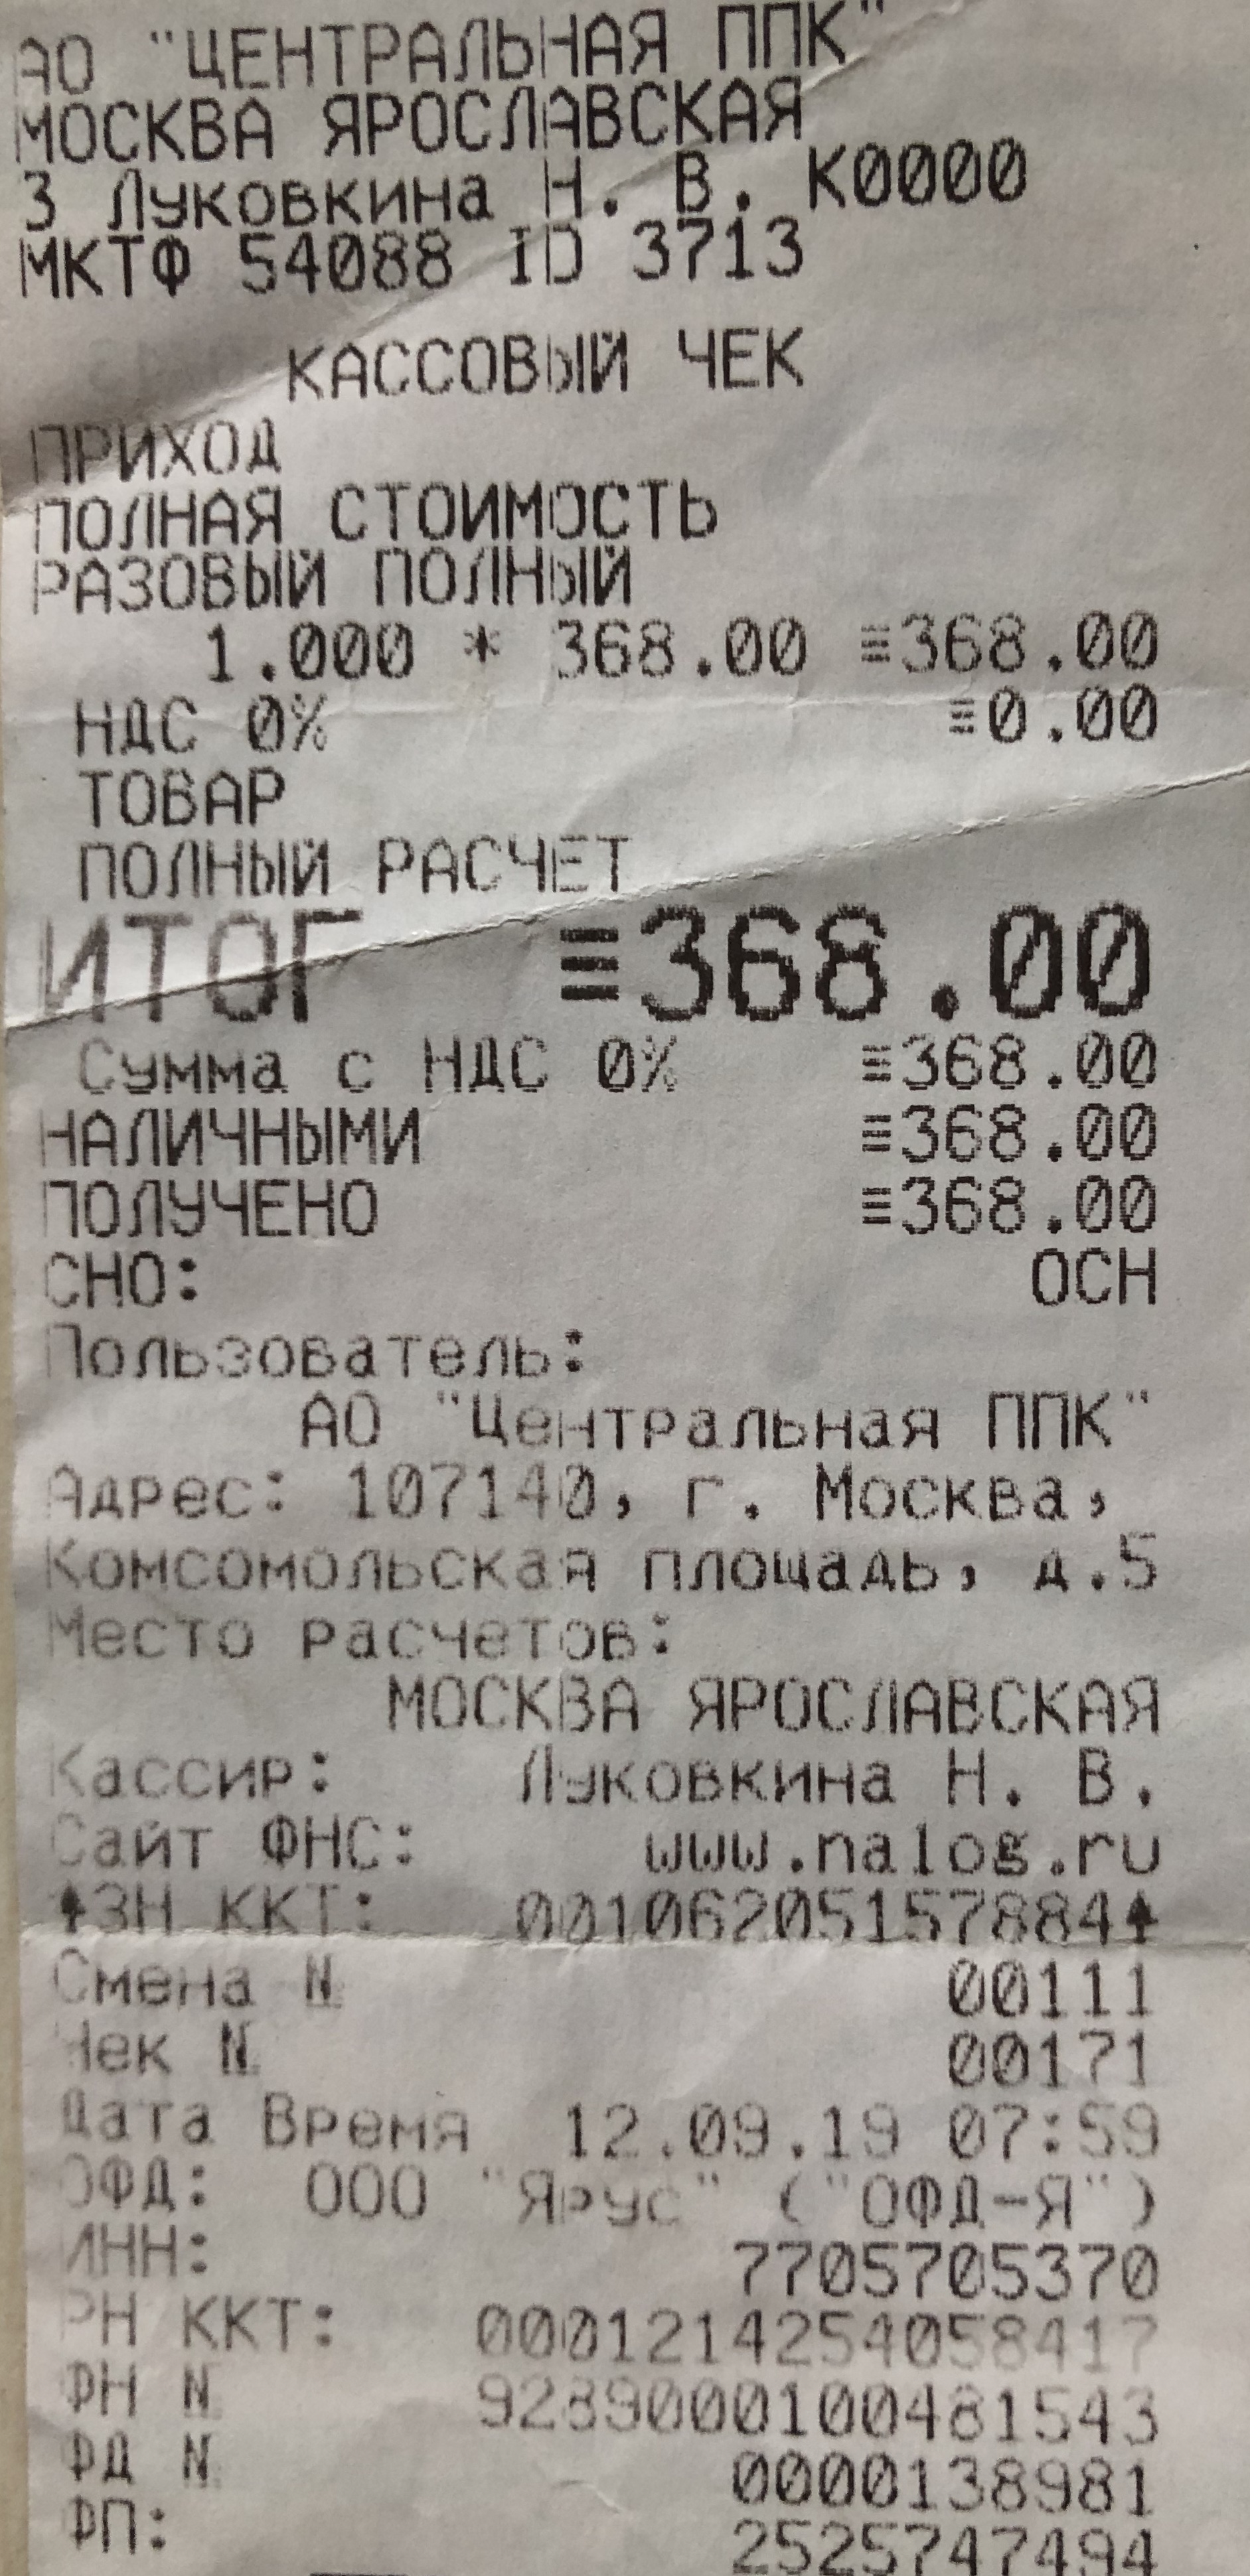 АО "ЦЕНТРАЛЬНАЯ ППК"
МОСКВА ЯРОСЛАВСКАЯ
3 Луковкина Н. В. К0000
МКТФ 54088 ID 3713
КАССОВЫЙ ЧЕК
ПРИХОД
ПОЛНАЯ СТОИМОСТЬ
РАЗОВЫЙ ПОЛНЫЙ
1.000 * 368.00 ≡368.00
НДС 0% ≡0.00
ТОВАР
ПОЛНЫЙ РАСЧЕТ
ИТОГ ≡368.00
Сумма с НДС 0% ≡368.00
НАЛИЧНЫМИ ≡368.00
ПОЛУЧЕНО ≡368.00
СНО: ОСН
Пользователь:
АО "Центральная ППК"
Адрес: 107140, г. Москва,
Комсомольская площадь, д.5
Место расчетов:
МОСКВА ЯРОСЛАВСКАЯ
Кассир: Луковкина Н. В.
Сайт ФНС: www.nalog.ru
ЗН ККТ: 00106205157884
Смена № 00111
Чек № 00171
Дата Время 12.09.19 07:59
ОФД: ООО "Ярус" ("ОФД-Я")
ИНН: 7705705370
РН ККТ: 0001214254058417
ФН № 9289000100481543
ФД № 0000138981
ФП: 2525747494